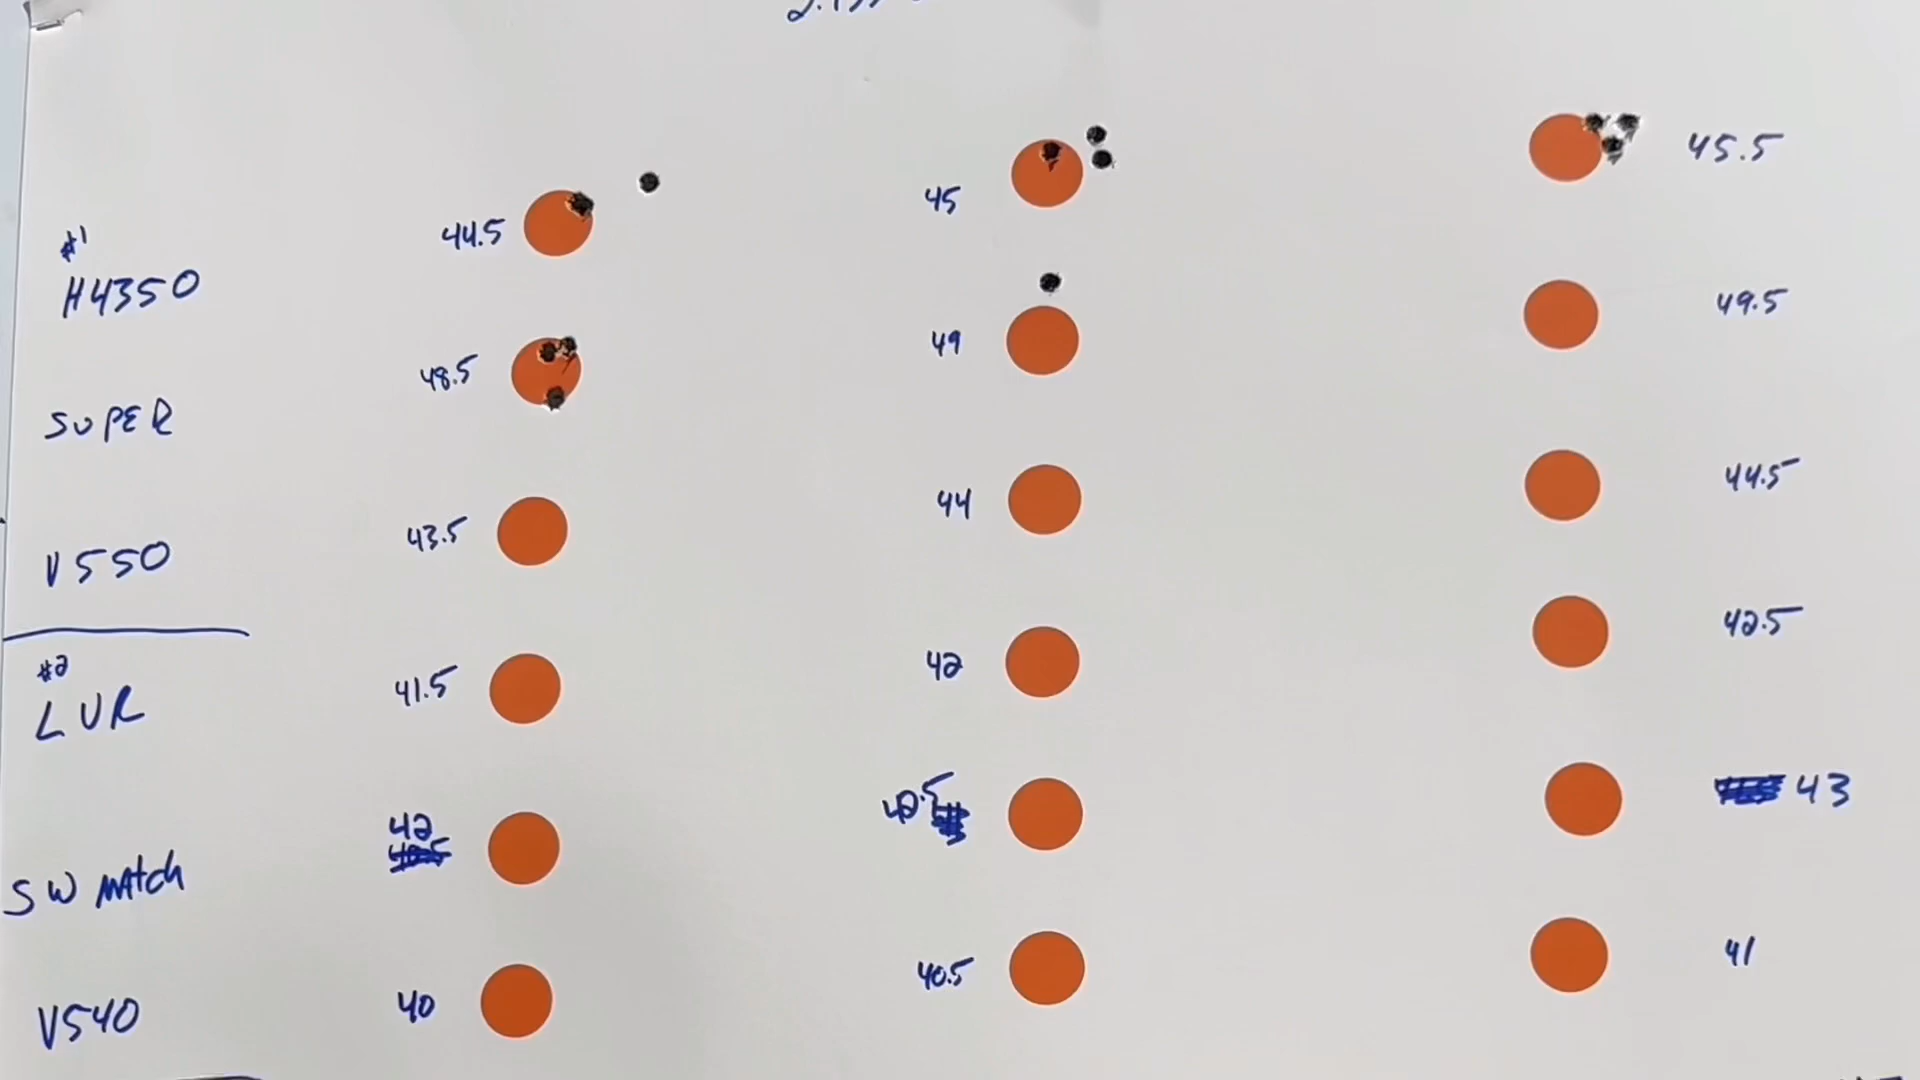 #1
H4350 44.5 45 45.5
SUPER 48.5 49 49.5
V550 43.5 44 44.5
#2
LVR 41.5 42 42.5
SW MAtch 42 42.5 43
V540 40 40.5 41